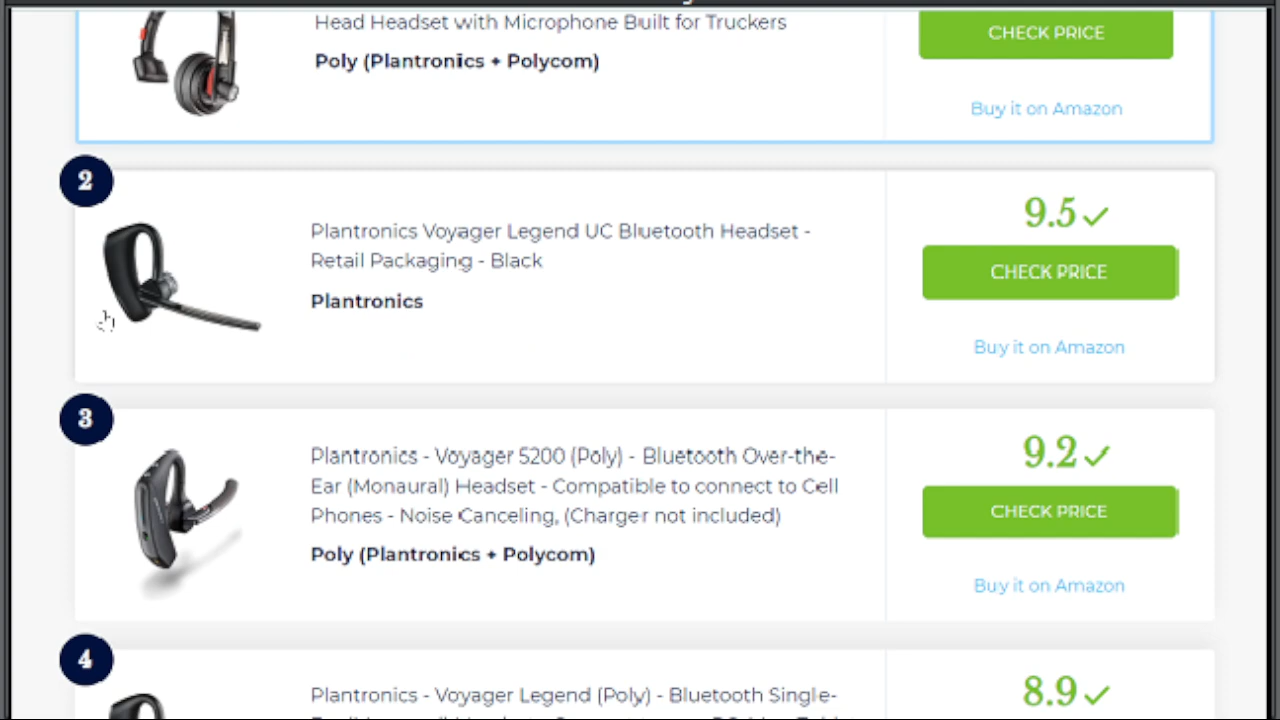 Head Headset with Microphone Built for Truckers
Poly (Plantronics + Polycom)
CHECK PRICE
Buy it on Amazon
2
Plantronics Voyager Legend UC Bluetooth Headset -
Retail Packaging - Black
Plantronics
9.5
CHECK PRICE
Buy it on Amazon
3
Plantronics - Voyager 5200 (Poly) - Bluetooth Over-the-
Ear (Monaural) Headset - Compatible to connect to Cell
Phones - Noise Canceling, (Charger not included)
Poly (Plantronics + Polycom)
9.2
CHECK PRICE
Buy it on Amazon
4
Plantronics - Voyager Legend (Poly) - Bluetooth Single-
8.9